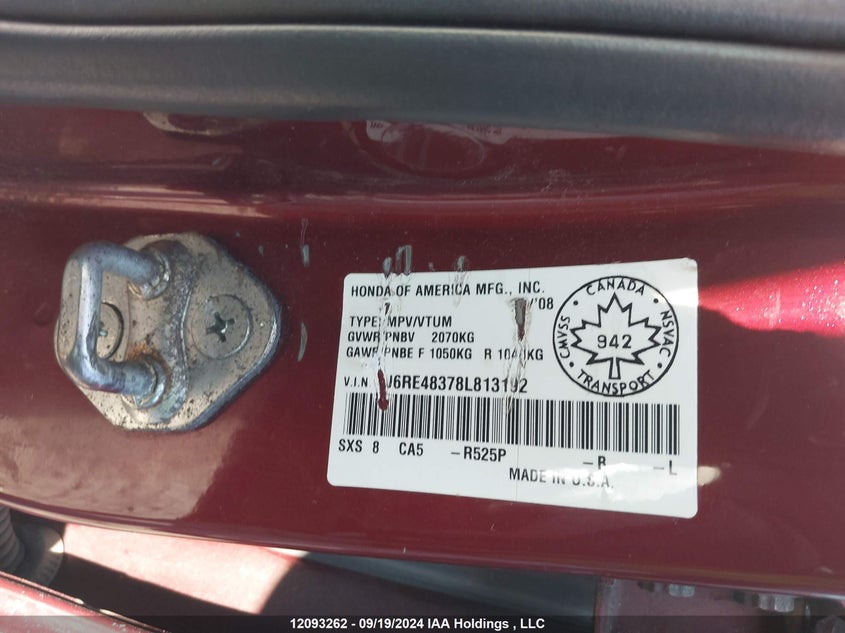 HONDA OF AMERICA MFG., INC.
/'08
TYPE: MPV/VTUM
GVWR/PNBV 2070KG
GAWR/PNBE F 1050KG R 1040KG
V.I.N. J6RE48378L813192
SXS 8 CA5 -R525P -R -L
MADE IN U.S.A.
CANADA
CMVSS
942
NSVAC
TRANSPORT
12093262 - 09/19/2024 IAA Holdings , LLC